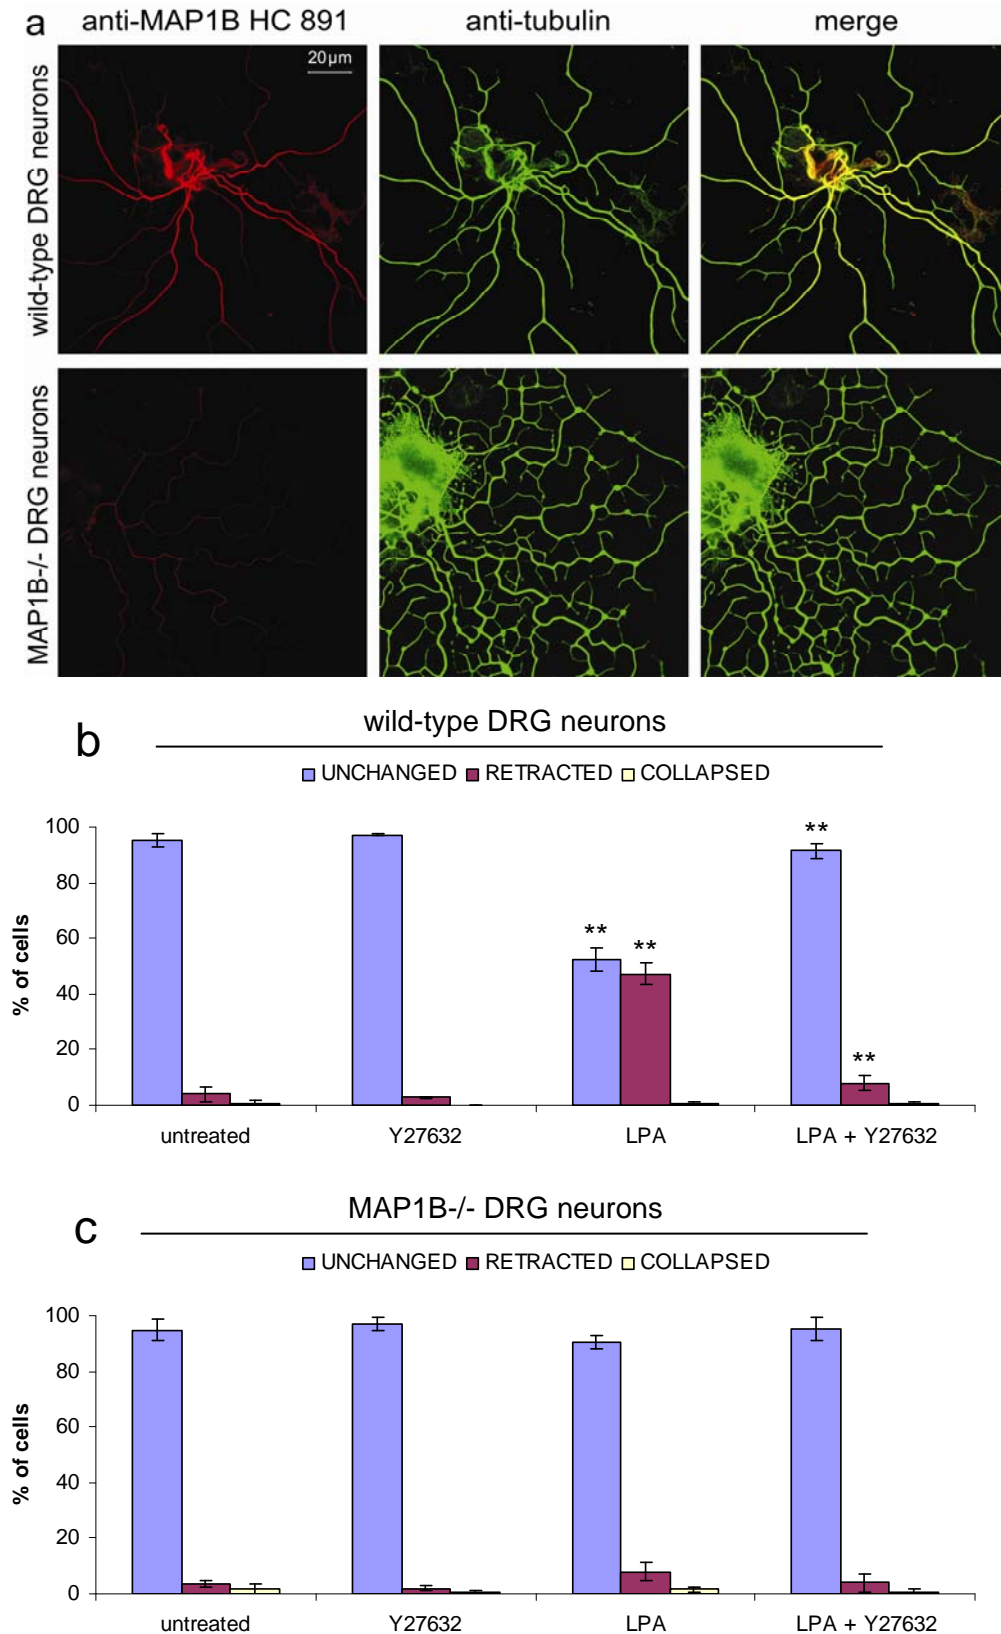 a
anti-MAP1B HC 891 anti-tubulin merge
20µm
wild-type DRG neurons
MAP1B-/- DRG neurons
b
wild-type DRG neurons
UNCHANGED RETRACTED COLLAPSED
% of cells
100
80
60
40
20
0
** ** ** **
untreated Y27632 LPA LPA + Y27632
c
MAP1B-/- DRG neurons
UNCHANGED RETRACTED COLLAPSED
% of cells
100
80
60
40
20
0
untreated Y27632 LPA LPA + Y27632